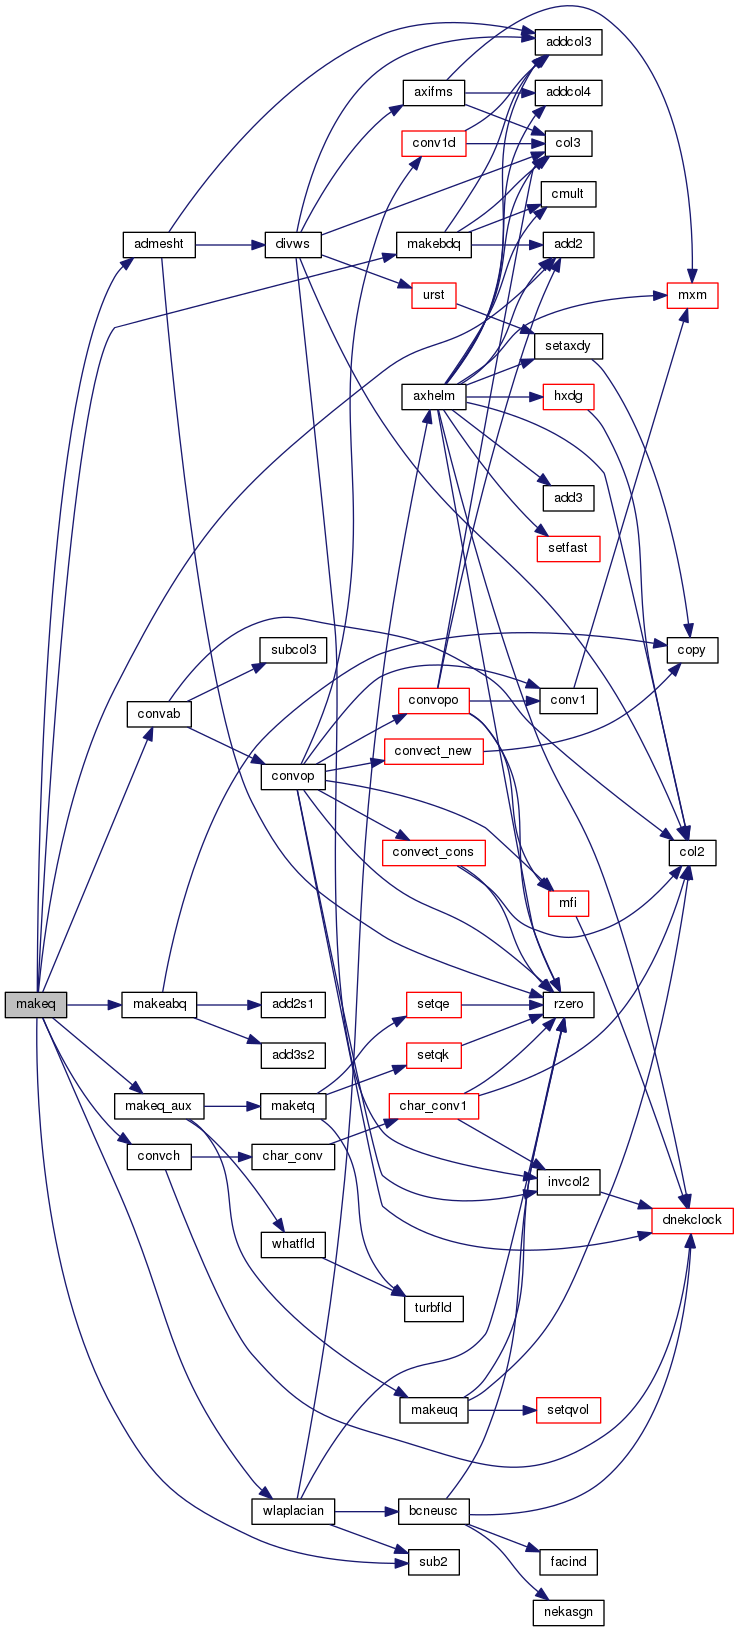 addcol3
axifms
addcol4
conv1d
col3
cmult
admesht
divws
makebdq
add2
urst
mxm
setaxdy
axhelm
hxdg
add3
setfast
subcol3
copy
convab
convopo
conv1
convect_new
convop
convect_cons
col2
mfi
makeq
makeabq
add2s1
setqe
rzero
add3s2
setqk
makeq_aux
maketq
char_conv1
convch
char_conv
invcol2
dnekclock
whatfld
turbfld
makeuq
setqvol
wlaplacian
bcneusc
sub2
facind
nekasgn